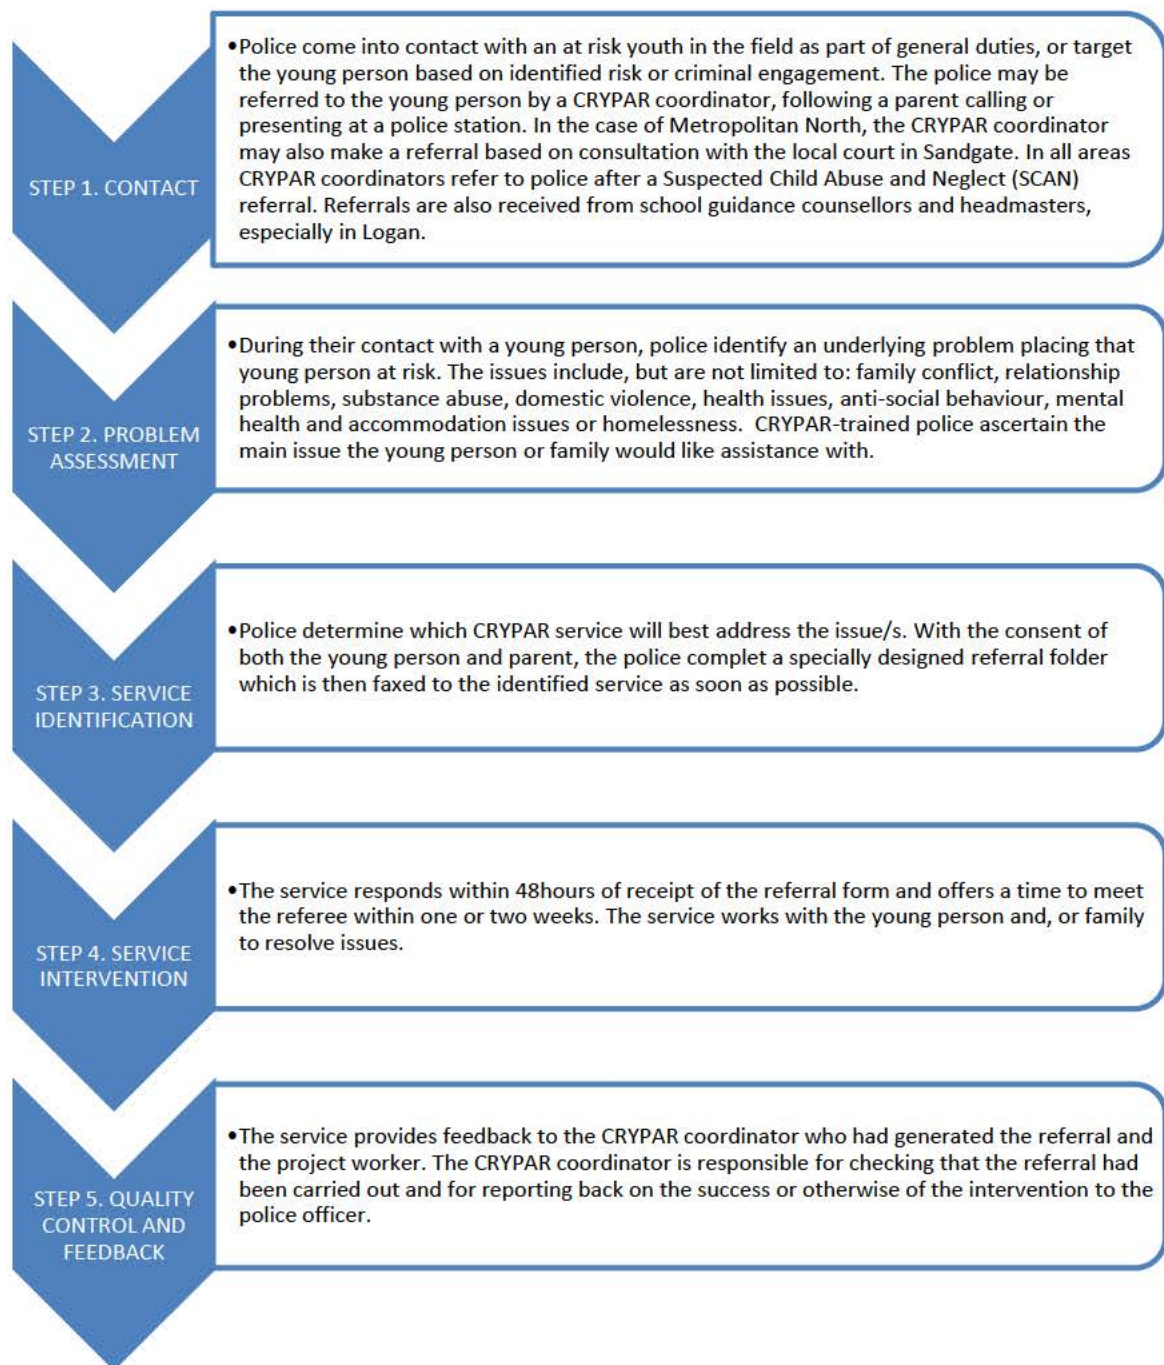 STEP 1. CONTACT
•Police come into contact with an at risk youth in the field as part of general duties, or target
the young person based on identified risk or criminal engagement. The police may be
referred to the young person by a CRYPAR coordinator, following a parent calling or
presenting at a police station. In the case of Metropolitan North, the CRYPAR coordinator
may also make a referral based on consultation with the local court in Sandgate. In all areas
CRYPAR coordinators refer to police after a Suspected Child Abuse and Neglect (SCAN)
referral. Referrals are also received from school guidance counsellors and headmasters,
especially in Logan.
STEP 2. PROBLEM
ASSESSMENT
•During their contact with a young person, police identify an underlying problem placing that
young person at risk. The issues include, but are not limited to: family conflict, relationship
problems, substance abuse, domestic violence, health issues, anti-social behaviour, mental
health and accommodation issues or homelessness.  CRYPAR-trained police ascertain the
main issue the young person or family would like assistance with.
STEP 3. SERVICE
IDENTIFICATION
•Police determine which CRYPAR service will best address the issue/s. With the consent of
both the young person and parent, the police complet a specially designed referral folder
which is then faxed to the identified service as soon as possible.
STEP 4. SERVICE
INTERVENTION
•The service responds within 48hours of receipt of the referral form and offers a time to meet
the referee within one or two weeks. The service works with the young person and, or family
to resolve issues.
STEP 5. QUALITY
CONTROL AND
FEEDBACK
•The service provides feedback to the CRYPAR coordinator who had generated the referral and
the project worker. The CRYPAR coordinator is responsible for checking that the referral had
been carried out and for reporting back on the success or otherwise of the intervention to the
police officer.